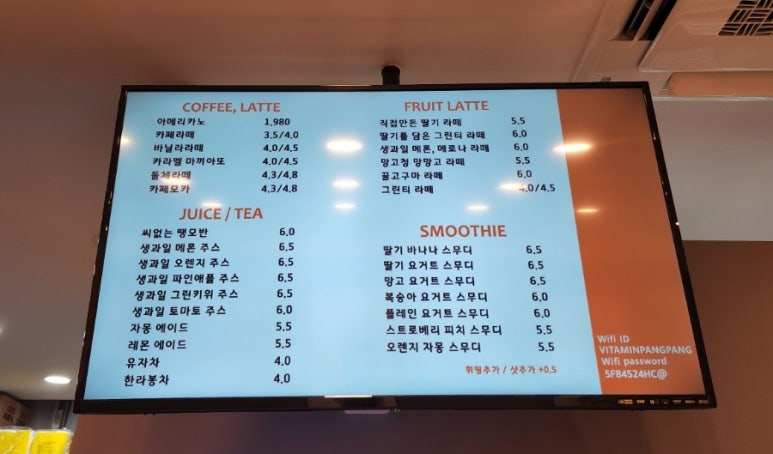 COFFEE, LATTE
아메리카노 1,980
카페라떼 3.5/4.0
바닐라라떼 4.0/4.5
카라멜 마끼아또 4.0/4.5
돌체라떼 4.3/4.8
카페모카 4.3/4.8
JUICE / TEA
씨없는 땡모반 6.0
생과일 메론 주스 6.5
생과일 오렌지 주스 6.5
생과일 파인애플 주스 6.5
생과일 그린키위 주스 6.5
생과일 토마토 주스 6.0
자몽 에이드 5.5
레몬 에이드 5.5
유자차 4.0
한라봉차 4.0
FRUIT LATTE
직접만든 딸기 라떼 5.5
딸기를 담은 그린티 라떼 6.0
생과일 메론, 메로나 라떼 6.0
망고청 망망고 라떼 5.5
꿀고구마 라떼 6.0
그린티 라떼 4.0/4.5
SMOOTHIE
딸기 바나나 스무디 6.5
딸기 요거트 스무디 6.5
망고 요거트 스무디 6.5
복숭아 요거트 스무디 6.0
플레인 요거트 스무디 6.0
스트로베리 피치 스무디 5.5
오렌지 자몽 스무디 5.5
휘핑추가 / 샷추가 +0.5
Wifi ID
VITAMINPANGPANG
Wifi password
5FB4524HC@